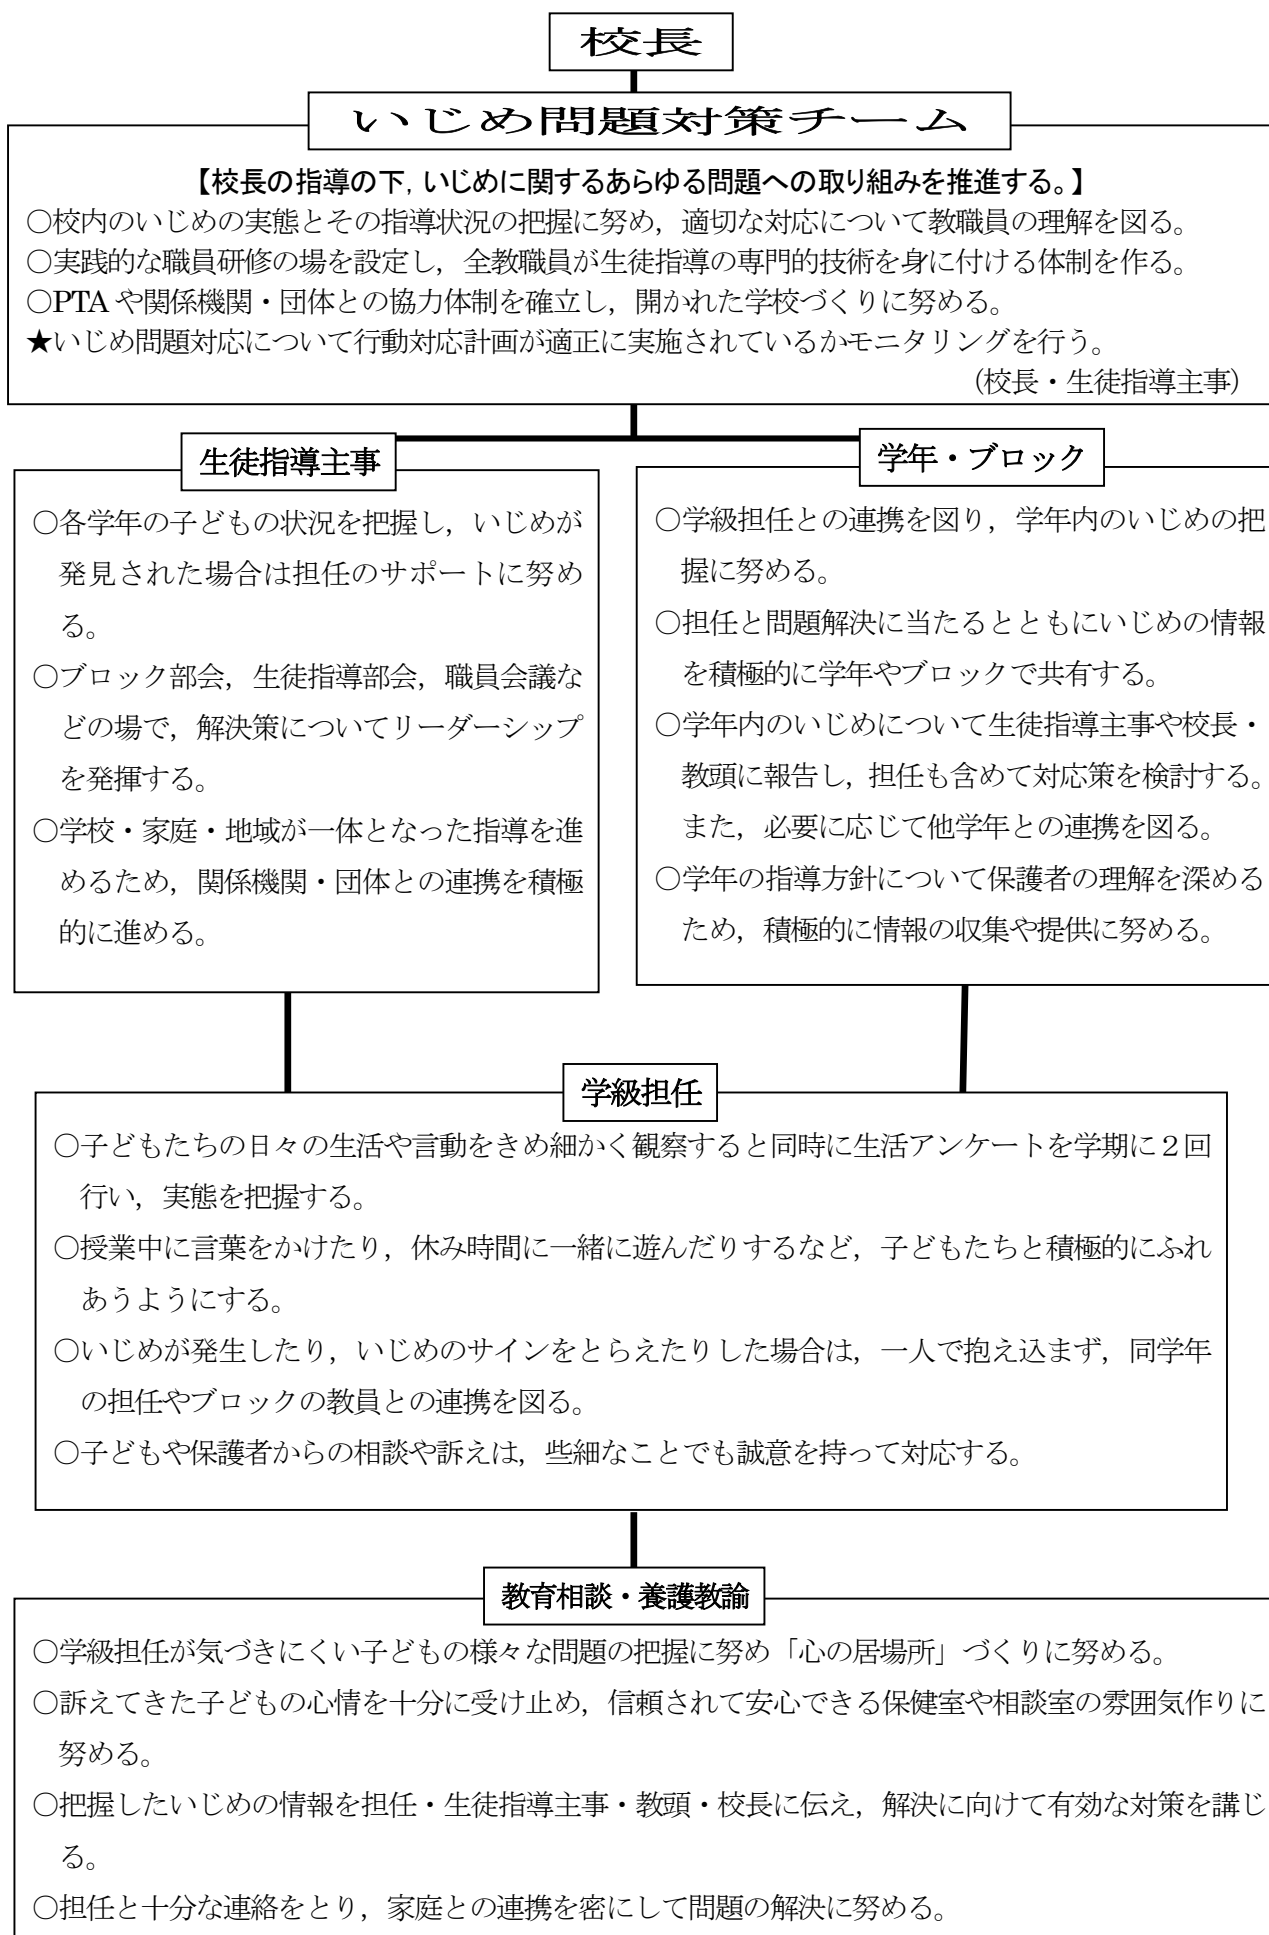 校長
いじめ問題対策チーム
【校長の指導の下，いじめに関するあらゆる問題への取り組みを推進する。】
○校内のいじめの実態とその指導状況の把握に努め，適切な対応について教職員の理解を図る。
○実践的な職員研修の場を設定し，全教職員が生徒指導の専門的技術を身に付ける体制を作る。
○PTA や関係機関・団体との協力体制を確立し，開かれた学校づくりに努める。
★いじめ問題対応について行動対応計画が適正に実施されているかモニタリングを行う。
（校長・生徒指導主事）
生徒指導主事
○各学年の子どもの状況を把握し，いじめが
発見された場合は担任のサポートに努め
る。
○ブロック部会，生徒指導部会，職員会議な
どの場で，解決策についてリーダーシップ
を発揮する。
○学校・家庭・地域が一体となった指導を進
めるため，関係機関・団体との連携を積極
的に進める。
学年・ブロック
○学級担任との連携を図り，学年内のいじめの把
握に努める。
○担任と問題解決に当たるとともにいじめの情報
を積極的に学年やブロックで共有する。
○学年内のいじめについて生徒指導主事や校長・
教頭に報告し，担任も含めて対応策を検討する。
また，必要に応じて他学年との連携を図る。
○学年の指導方針について保護者の理解を深める
ため，積極的に情報の収集や提供に努める。
学級担任
○子どもたちの日々の生活や言動をきめ細かく観察すると同時に生活アンケートを学期に２回
行い，実態を把握する。
○授業中に言葉をかけたり，休み時間に一緒に遊んだりするなど，子どもたちと積極的にふれ
あうようにする。
○いじめが発生したり，いじめのサインをとらえたりした場合は，一人で抱え込まず，同学年
の担任やブロックの教員との連携を図る。
○子どもや保護者からの相談や訴えは，些細なことでも誠意を持って対応する。
教育相談・養護教諭
○学級担任が気づきにくい子どもの様々な問題の把握に努め「心の居場所」づくりに努める。
○訴えてきた子どもの心情を十分に受け止め，信頼されて安心できる保健室や相談室の雰囲気作りに
努める。
○把握したいじめの情報を担任・生徒指導主事・教頭・校長に伝え，解決に向けて有効な対策を講じ
る。
○担任と十分な連絡をとり，家庭との連携を密にして問題の解決に努める。